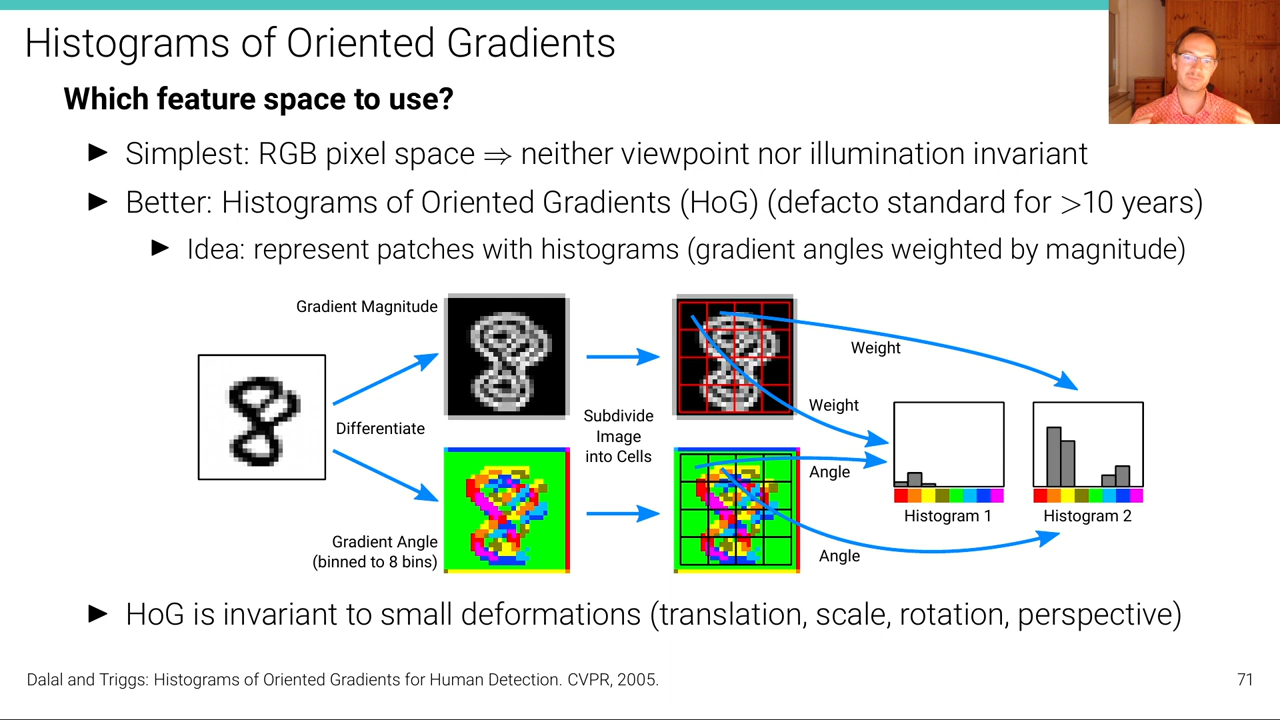 Histograms of Oriented Gradients
Which feature space to use?
Simplest: RGB pixel space ⇒ neither viewpoint nor illumination invariant
Better: Histograms of Oriented Gradients (HoG) (defacto standard for >10 years)
Idea: represent patches with histograms (gradient angles weighted by magnitude)
Gradient Magnitude
Differentiate
Gradient Angle
(binned to 8 bins)
Subdivide
Image
into Cells
Weight
Weight
Angle
Angle
Histogram 1
Histogram 2
HoG is invariant to small deformations (translation, scale, rotation, perspective)
Dalal and Triggs: Histograms of Oriented Gradients for Human Detection. CVPR, 2005.
71